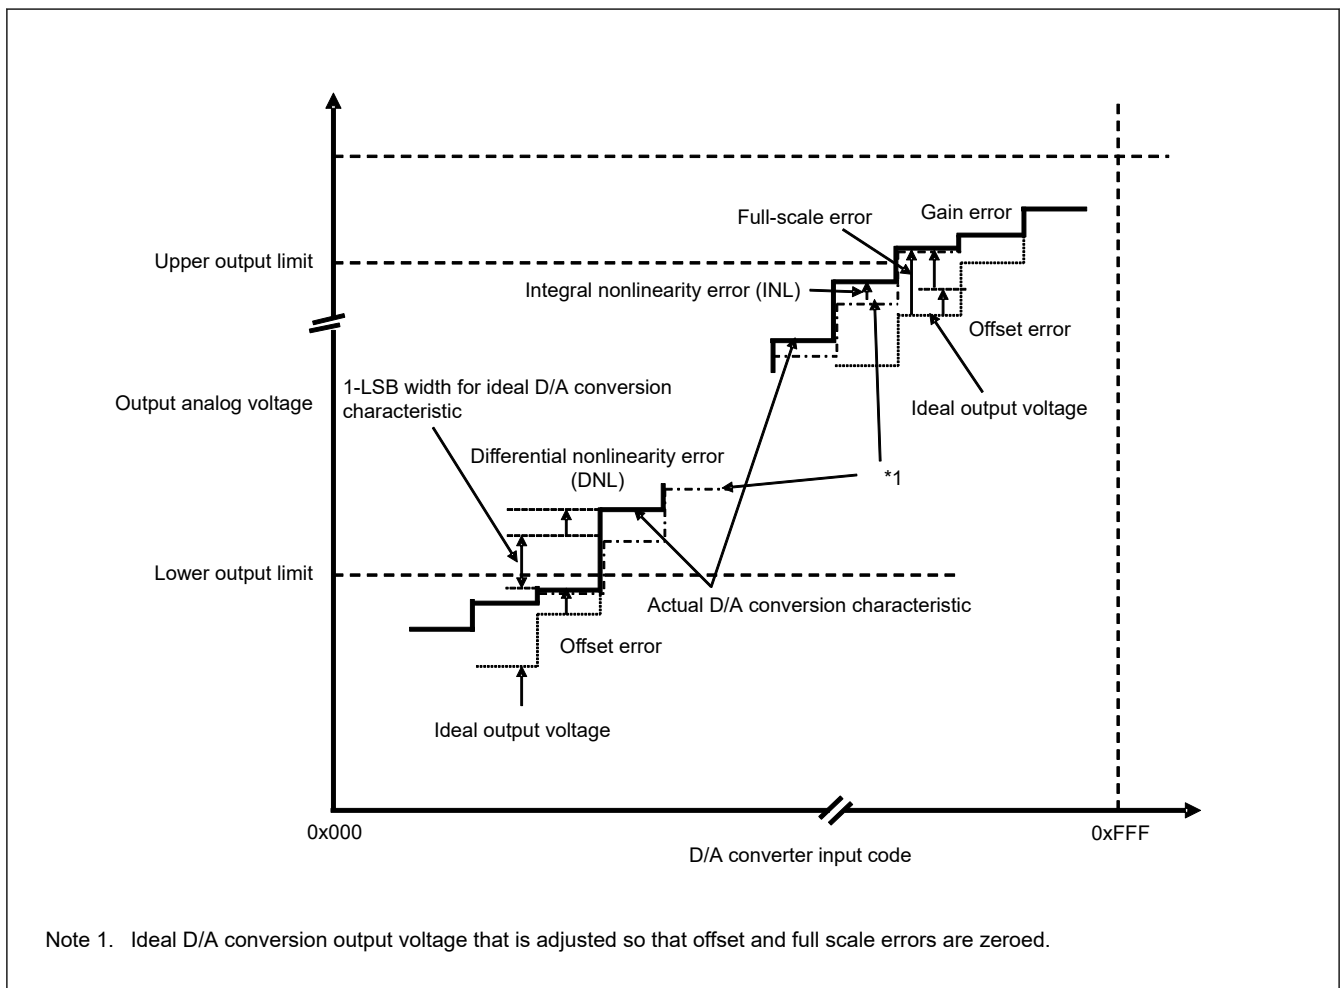 Full-scale error
Gain error
Upper output limit
Integral nonlinearity error (INL)
Offset error
1-LSB width for ideal D/A conversion
characteristic
Output analog voltage
Ideal output voltage
Differential nonlinearity error
(DNL)
*1
Lower output limit
Actual D/A conversion characteristic
Offset error
Ideal output voltage
0x000
0xFFF
D/A converter input code
Note 1. Ideal D/A conversion output voltage that is adjusted so that offset and full scale errors are zeroed.